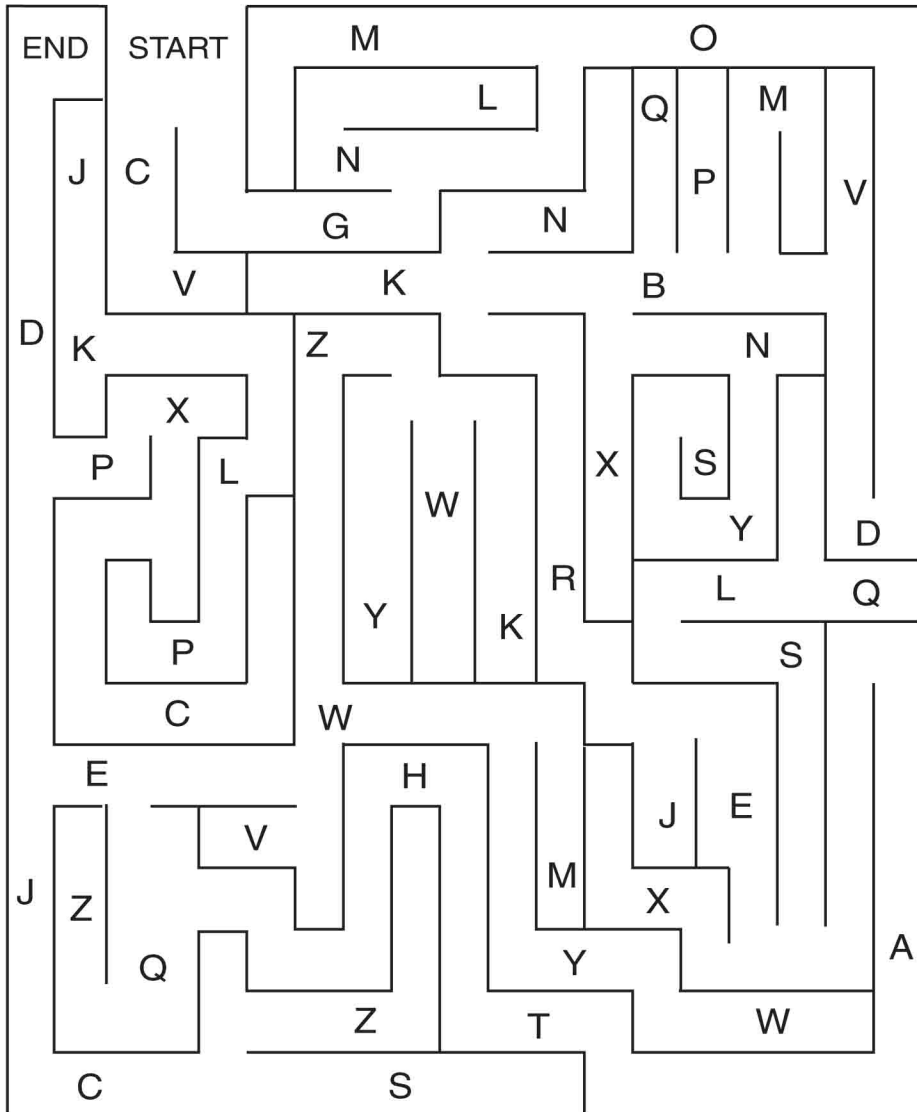 M O
END START
L Q M
J C N P V
G N
V K B
D K Z N
X
P L X S
W
Y D
R L Q
Y K
P S
C W
E H
V J E
J Z M X
Q Y A
Z T W
C S